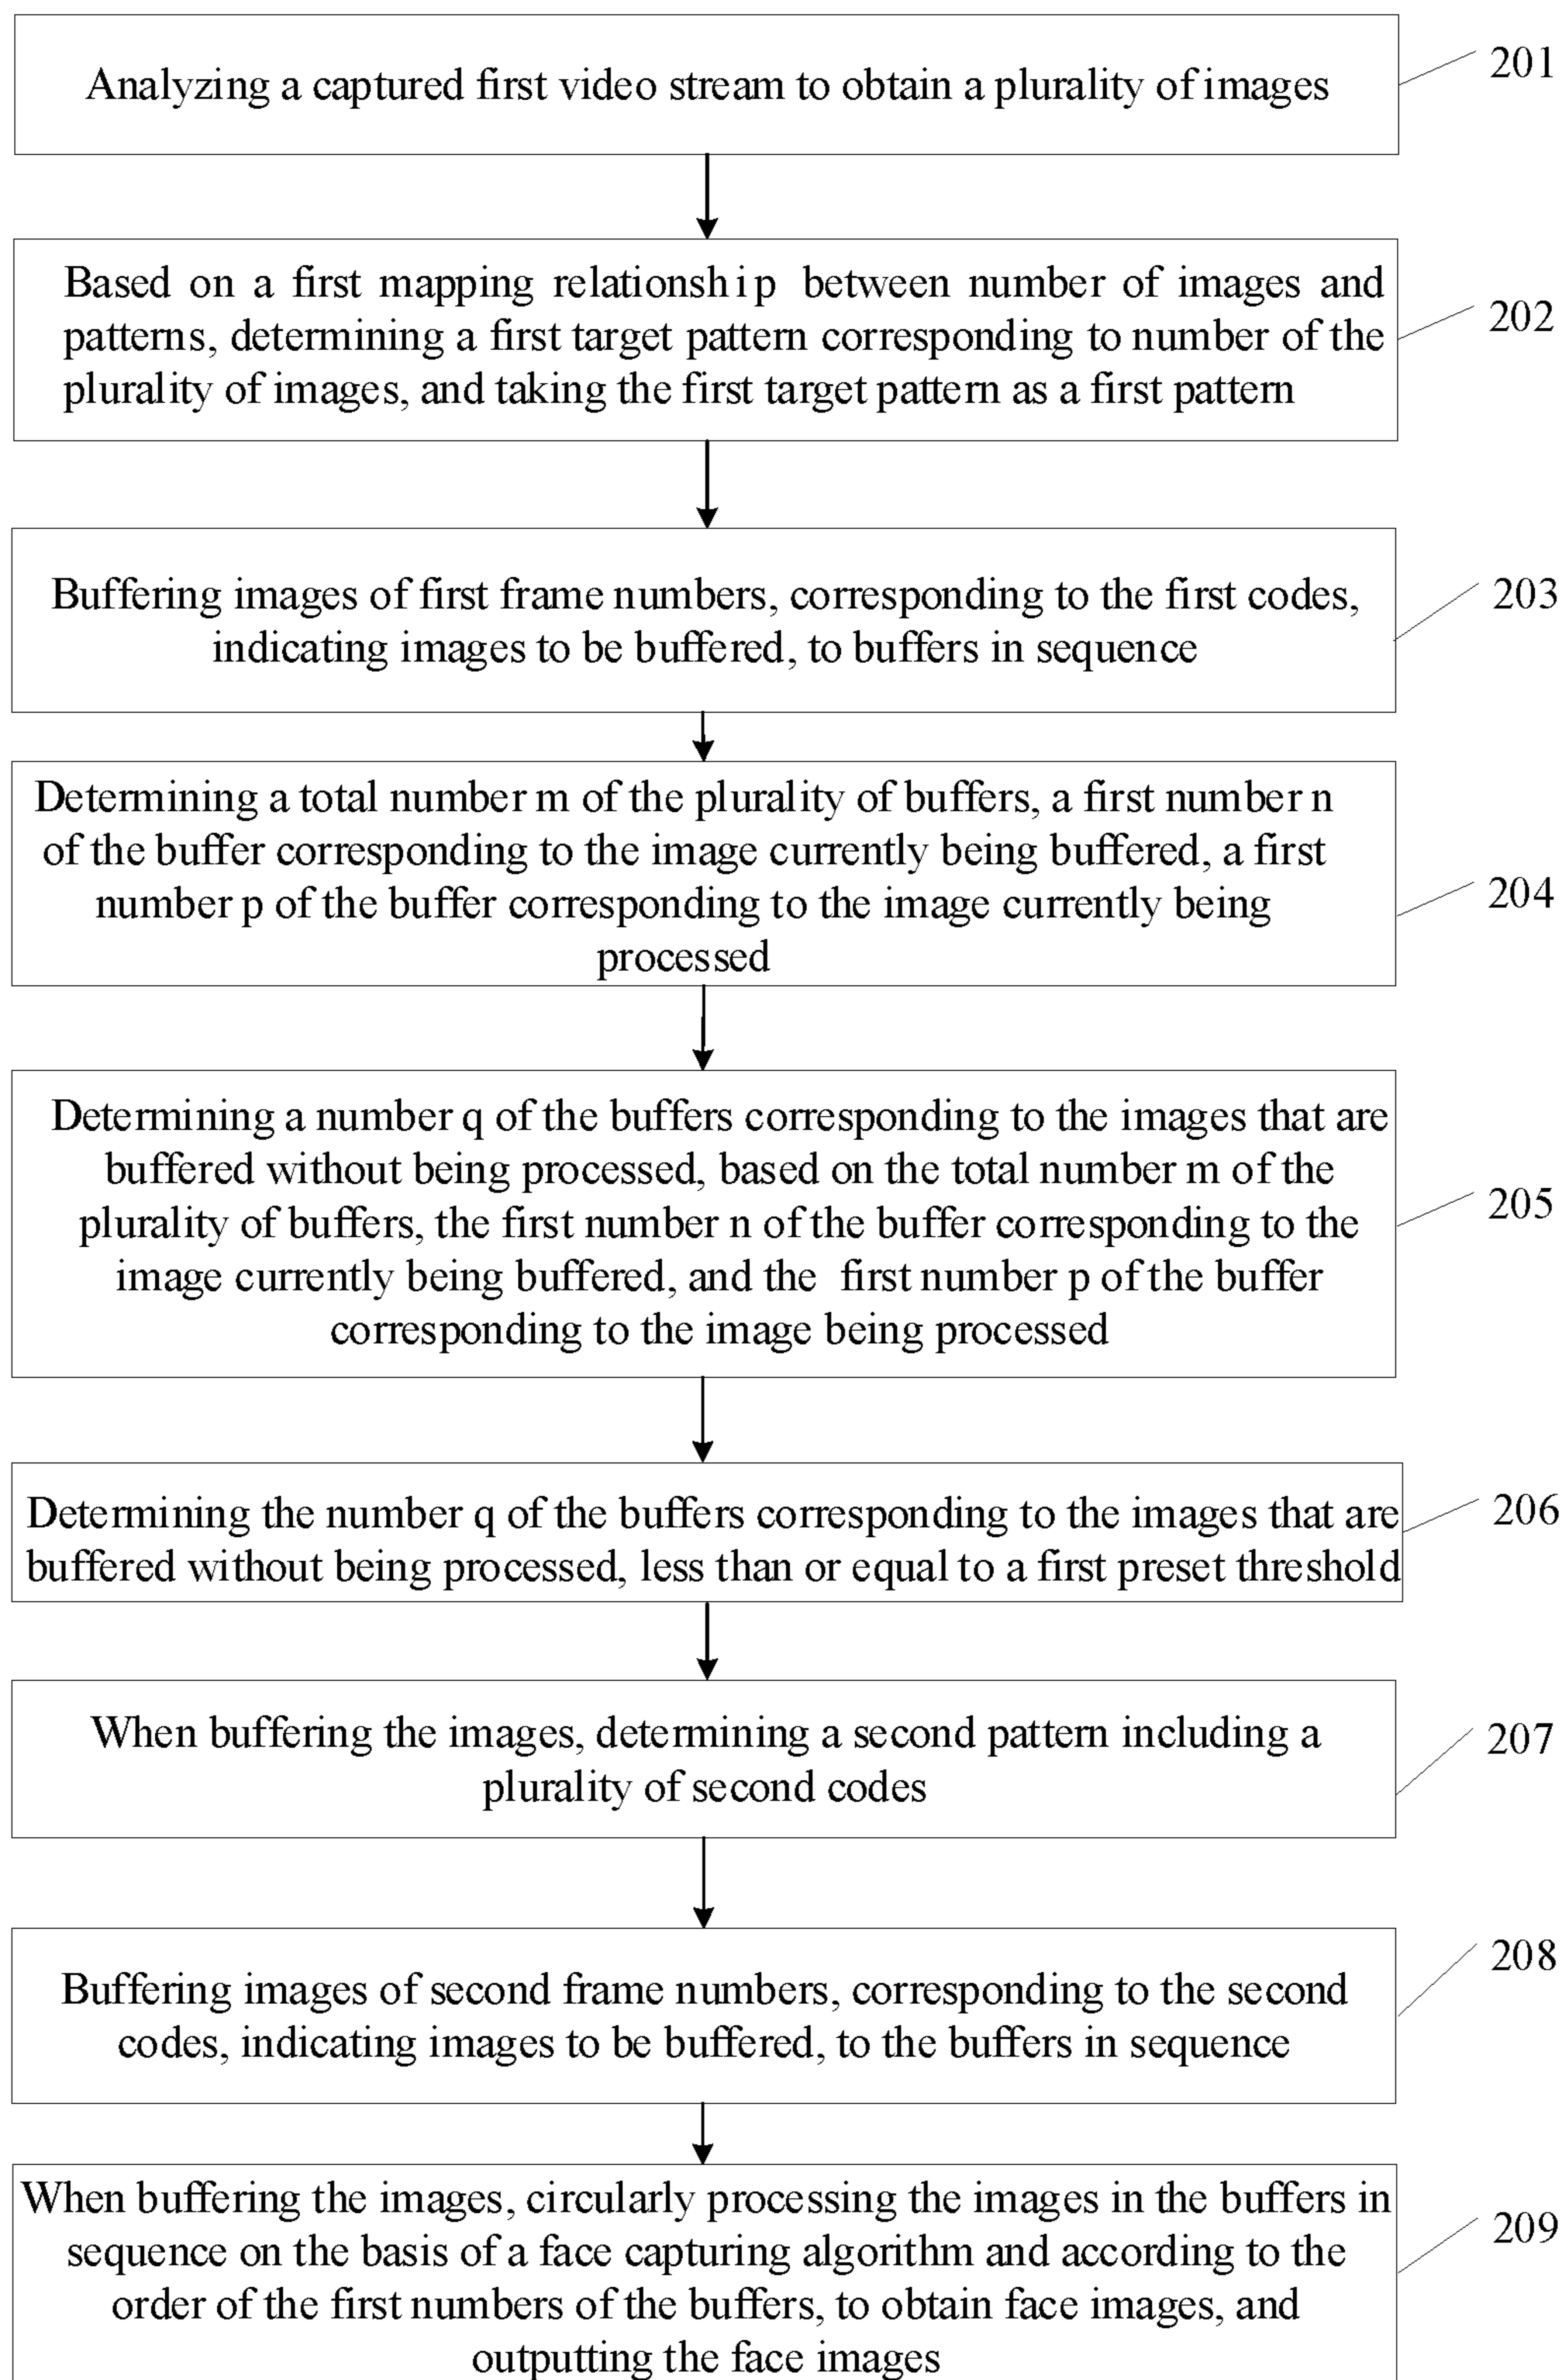 Analyzing a captured first video stream to obtain a plurality of images
201
Based on a first mapping relationship between number of images and
patterns, determining a first target pattern corresponding to number of the
plurality of images, and taking the first target pattern as a first pattern
202
Buffering images of first frame numbers, corresponding to the first codes,
indicating images to be buffered, to buffers in sequence
203
Determining a total number m of the plurality of buffers, a first number n
of the buffer corresponding to the image currently being buffered, a first
number p of the buffer corresponding to the image currently being
processed
204
Determining a number q of the buffers corresponding to the images that are
buffered without being processed, based on the total number m of the
plurality of buffers, the first number n of the buffer corresponding to the
image currently being buffered, and the first number p of the buffer
corresponding to the image being processed
205
Determining the number q of the buffers corresponding to the images that are
buffered without being processed, less than or equal to a first preset threshold
206
When buffering the images, determining a second pattern including a
plurality of second codes
207
Buffering images of second frame numbers, corresponding to the second
codes, indicating images to be buffered, to the buffers in sequence
208
When buffering the images, circularly processing the images in the buffers in
sequence on the basis of a face capturing algorithm and according to the
order of the first numbers of the buffers, to obtain face images, and
outputting the face images
209